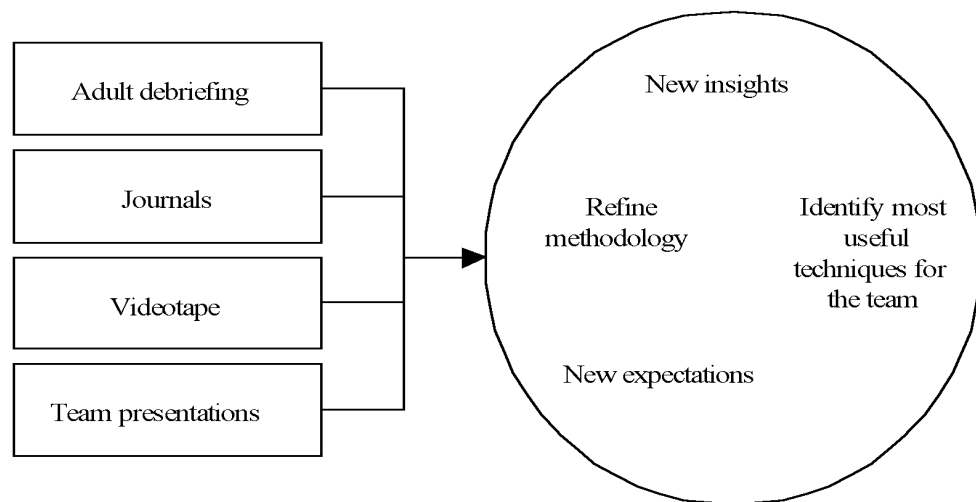 Adult debriefing
Journals
Videotape
Team presentations
New insights
Refine
methodology
Identify most
useful
techniques for
the team
New expectations